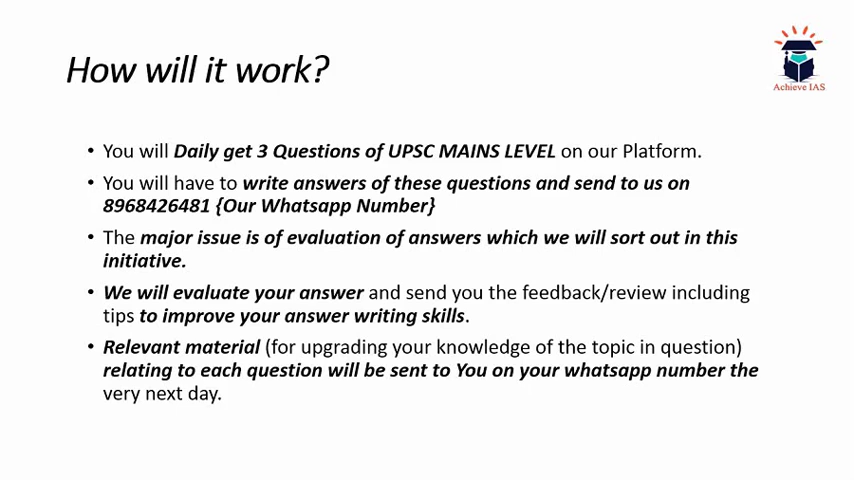 How will it work?
Achieve IAS
• You will Daily get 3 Questions of UPSC MAINS LEVEL on our Platform.
• You will have to write answers of these questions and send to us on
8968426481 {Our Whatsapp Number}
• The major issue is of evaluation of answers which we will sort out in this
initiative.
• We will evaluate your answer and send you the feedback/review including
tips to improve your answer writing skills.
• Relevant material (for upgrading your knowledge of the topic in question)
relating to each question will be sent to You on your whatsapp number the
very next day.